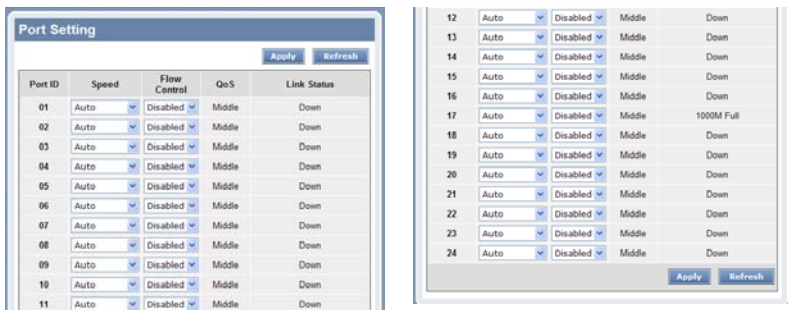 Port Setting
Apply Refresh
Port ID Speed Flow Control QoS Link Status
01 Auto Disabled Middle Down
02 Auto Disabled Middle Down
03 Auto Disabled Middle Down
04 Auto Disabled Middle Down
05 Auto Disabled Middle Down
06 Auto Disabled Middle Down
07 Auto Disabled Middle Down
08 Auto Disabled Middle Down
09 Auto Disabled Middle Down
10 Auto Disabled Middle Down
11 Auto Disabled Middle Down
12 Auto Disabled Middle Down
13 Auto Disabled Middle Down
14 Auto Disabled Middle Down
15 Auto Disabled Middle Down
16 Auto Disabled Middle Down
17 Auto Disabled Middle 1000M Full
18 Auto Disabled Middle Down
19 Auto Disabled Middle Down
20 Auto Disabled Middle Down
21 Auto Disabled Middle Down
22 Auto Disabled Middle Down
23 Auto Disabled Middle Down
24 Auto Disabled Middle Down
Apply Refresh